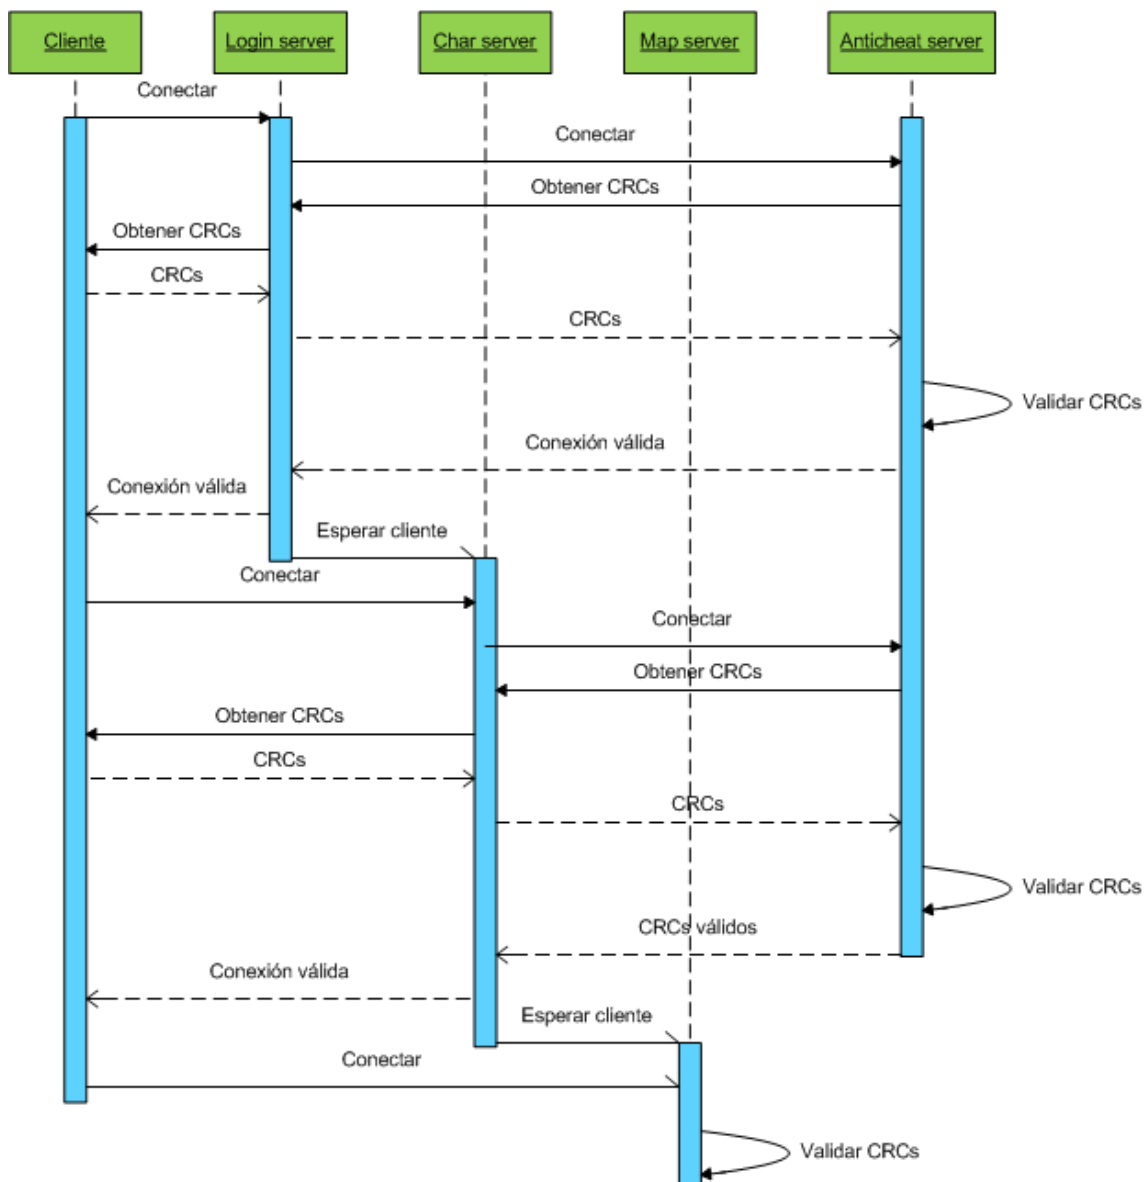 Cliente
Login server
Char server
Map server
Anticheat server
Conectar
Conectar
Obtener CRCs
Obtener CRCs
CRCs
CRCs
Validar CRCs
Conexión válida
Conexión válida
Esperar cliente
Conectar
Conectar
Obtener CRCs
Obtener CRCs
CRCs
CRCs
Validar CRCs
CRCs válidos
Conexión válida
Esperar cliente
Conectar
Validar CRCs